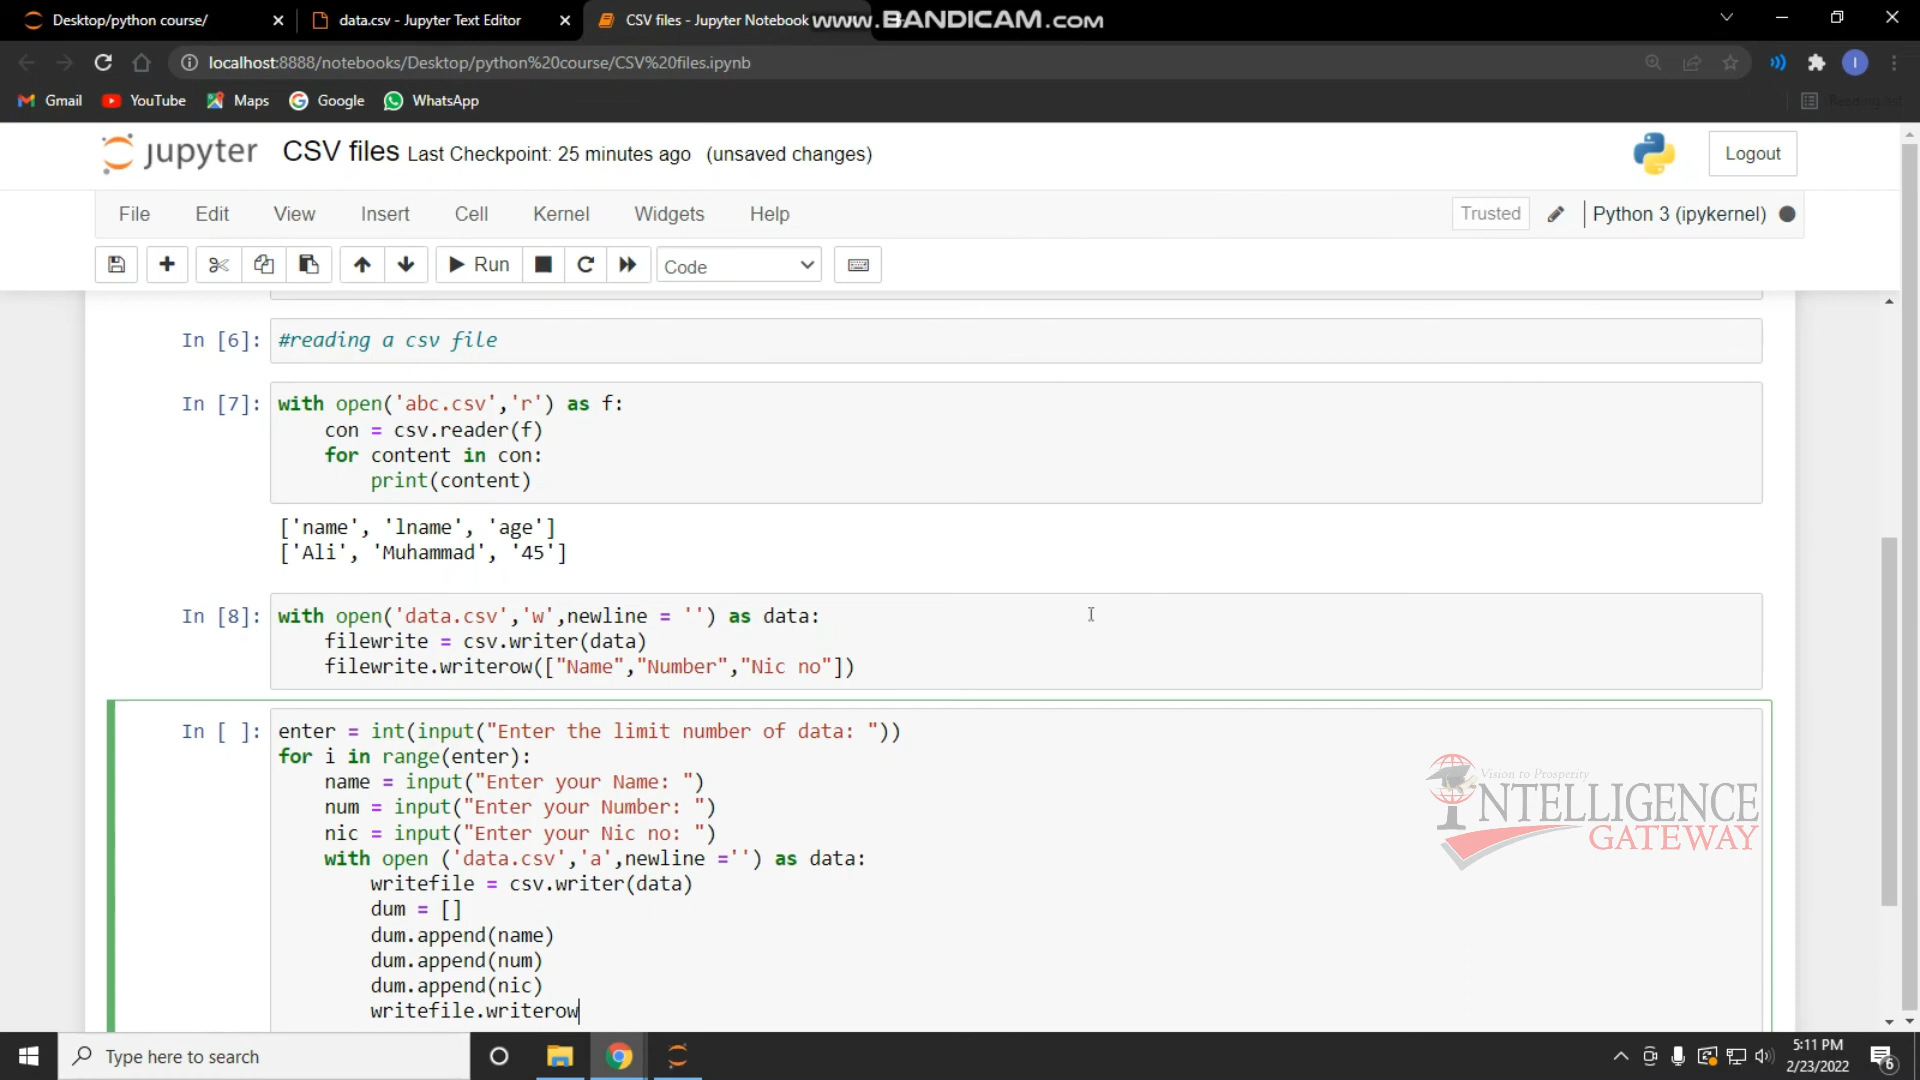 Desktop/python course/
data.csv - Jupyter Text Editor
CSV files - Jupyter Notebook
www.BANDICAM.com
localhost:8888/notebooks/Desktop/python%20course/CSV%20files.ipynb
I
Gmail
YouTube
Maps
Google
WhatsApp
Reading list
jupyter
CSV files Last Checkpoint: 25 minutes ago (unsaved changes)
Logout
File
Edit
View
Insert
Cell
Kernel
Widgets
Help
Trusted
Python 3 (ipykernel)
Run
Code
In [6]: #reading a csv file
In [7]: with open('abc.csv','r') as f:
con = csv.reader(f)
for content in con:
print(content)
['name', 'lname', 'age']
['Ali', 'Muhammad', '45']
In [8]: with open('data.csv','w',newline = '') as data:
filewrite = csv.writer(data)
filewrite.writerow(["Name","Number","Nic no"])
In [ ]: enter = int(input("Enter the limit number of data: "))
for i in range(enter):
name = input("Enter your Name: ")
num = input("Enter your Number: ")
nic = input("Enter your Nic no: ")
with open ('data.csv','a',newline ='') as data:
writefile = csv.writer(data)
dum = []
dum.append(name)
dum.append(num)
dum.append(nic)
writefile.writerow
Vision to Prosperity
INTELLIGENCE
GATEWAY
Type here to search
5:11 PM
2/23/2022
6